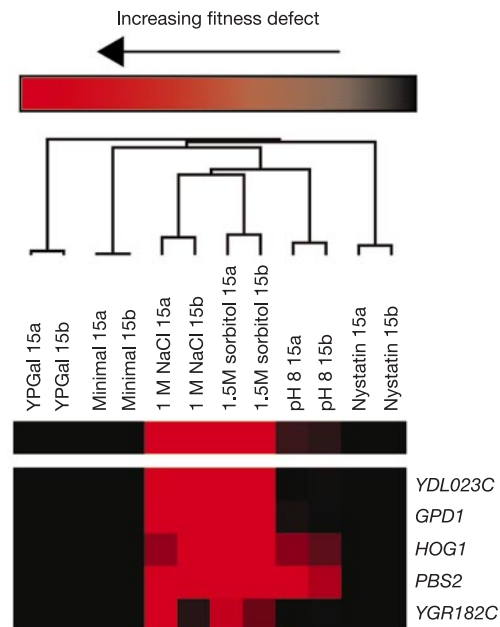 Increasing fitness defect
YPGal 15a
YPGal 15b
Minimal 15a
Minimal 15b
1 M NaCl 15a
1 M NaCl 15b
1.5M sorbitol 15a
1.5M sorbitol 15b
pH 8 15a
pH 8 15b
Nystatin 15a
Nystatin 15b
YDL023C
GPD1
HOG1
PBS2
YGR182C